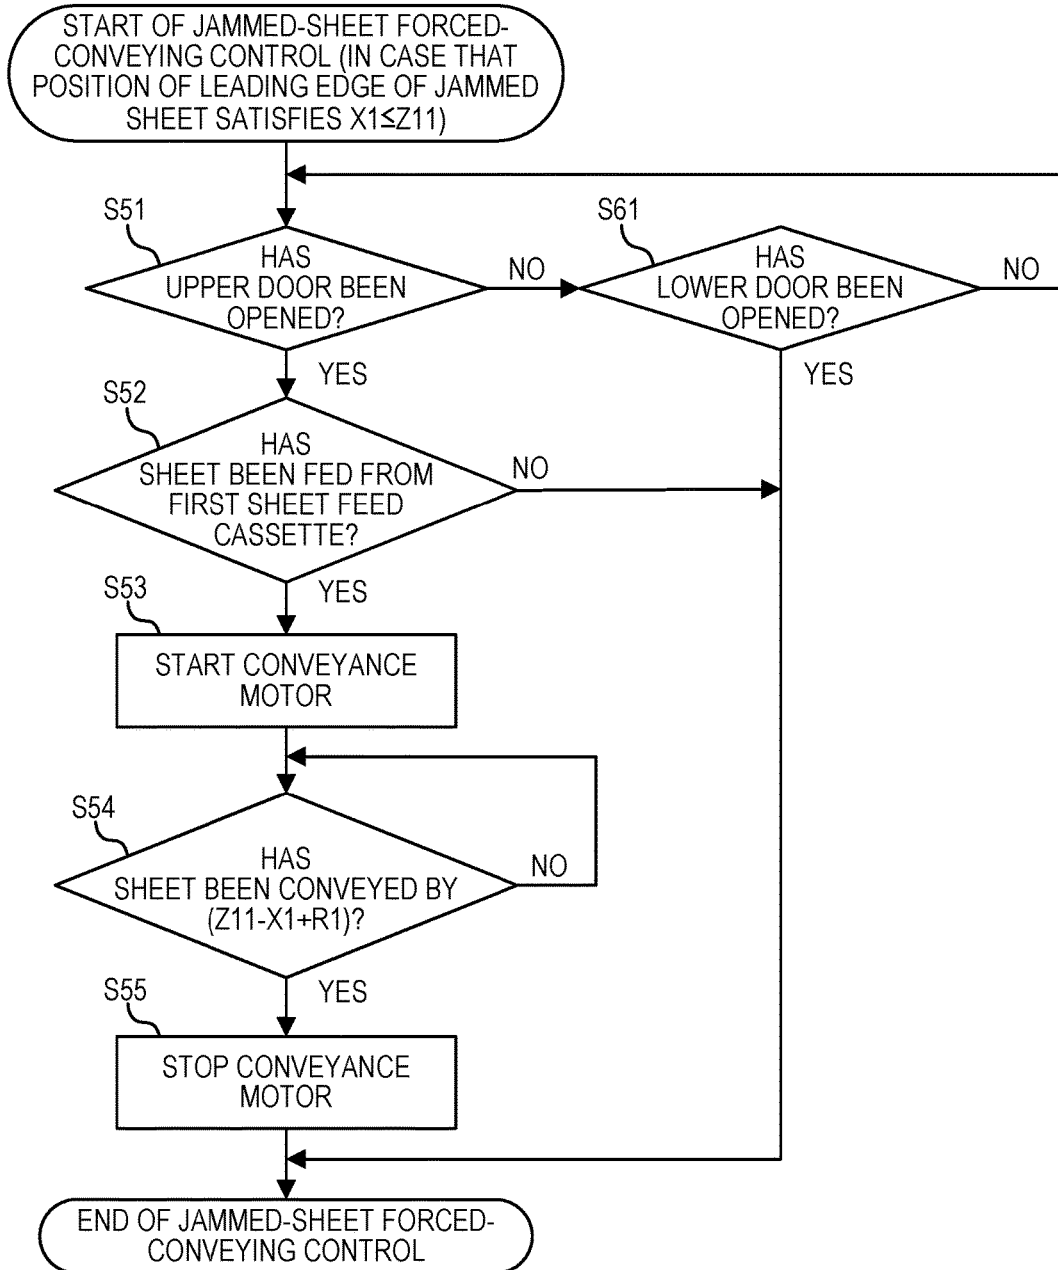 START OF JAMMED-SHEET FORCED-
CONVEYING CONTROL (IN CASE THAT
POSITION OF LEADING EDGE OF JAMMED
SHEET SATISFIES X1≤Z11)
S51
HAS
UPPER DOOR BEEN
OPENED?
NO
YES
S61
HAS
LOWER DOOR BEEN
OPENED?
NO
YES
S52
HAS
SHEET BEEN FED FROM
FIRST SHEET FEED
CASSETTE?
NO
YES
S53
START CONVEYANCE
MOTOR
S54
HAS
SHEET BEEN CONVEYED BY
(Z11-X1+R1)?
NO
YES
S55
STOP CONVEYANCE
MOTOR
END OF JAMMED-SHEET FORCED-
CONVEYING CONTROL